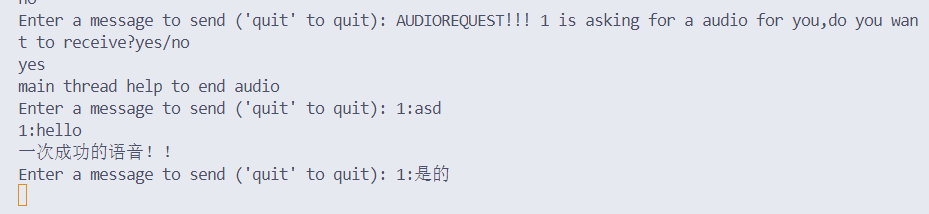 no
Enter a message to send ('quit' to quit): AUDIOREQUEST!!! 1 is asking for a audio for you,do you wan
t to receive?yes/no
yes
main thread help to end audio
Enter a message to send ('quit' to quit): 1:asd
1:hello
一次成功的语音！！
Enter a message to send ('quit' to quit): 1:是的